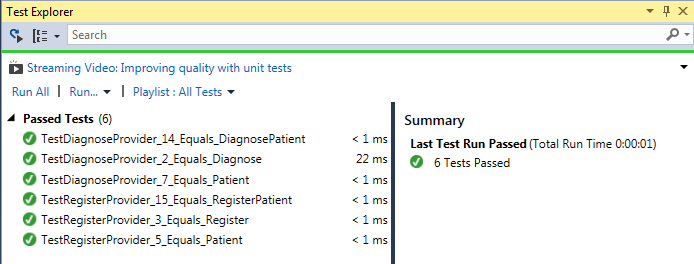 Test Explorer
Search
Streaming Video: Improving quality with unit tests
Run All | Run... Playlist : All Tests
Passed Tests (6)
TestDiagnoseProvider_14_Equals_DiagnosePatient < 1 ms
TestDiagnoseProvider_2_Equals_Diagnose 22 ms
TestDiagnoseProvider_7_Equals_Patient < 1 ms
TestRegisterProvider_15_Equals_RegisterPatient < 1 ms
TestRegisterProvider_3_Equals_Register < 1 ms
TestRegisterProvider_5_Equals_Patient < 1 ms
Summary
Last Test Run Passed (Total Run Time 0:00:01)
6 Tests Passed